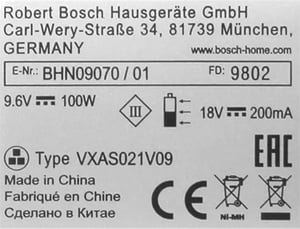 Robert Bosch Hausgeräte GmbH
Carl-Wery-Straße 34, 81739 München,
GERMANY
www.bosch-home.com
E-Nr.: BHN09070 / 01 FD: 9802
9.6V 100W III 18V 200mA
Type VXAS021V09 EAC
Made in China
Fabriqué en Chine
Сделано в Китае
CE Ni-MH